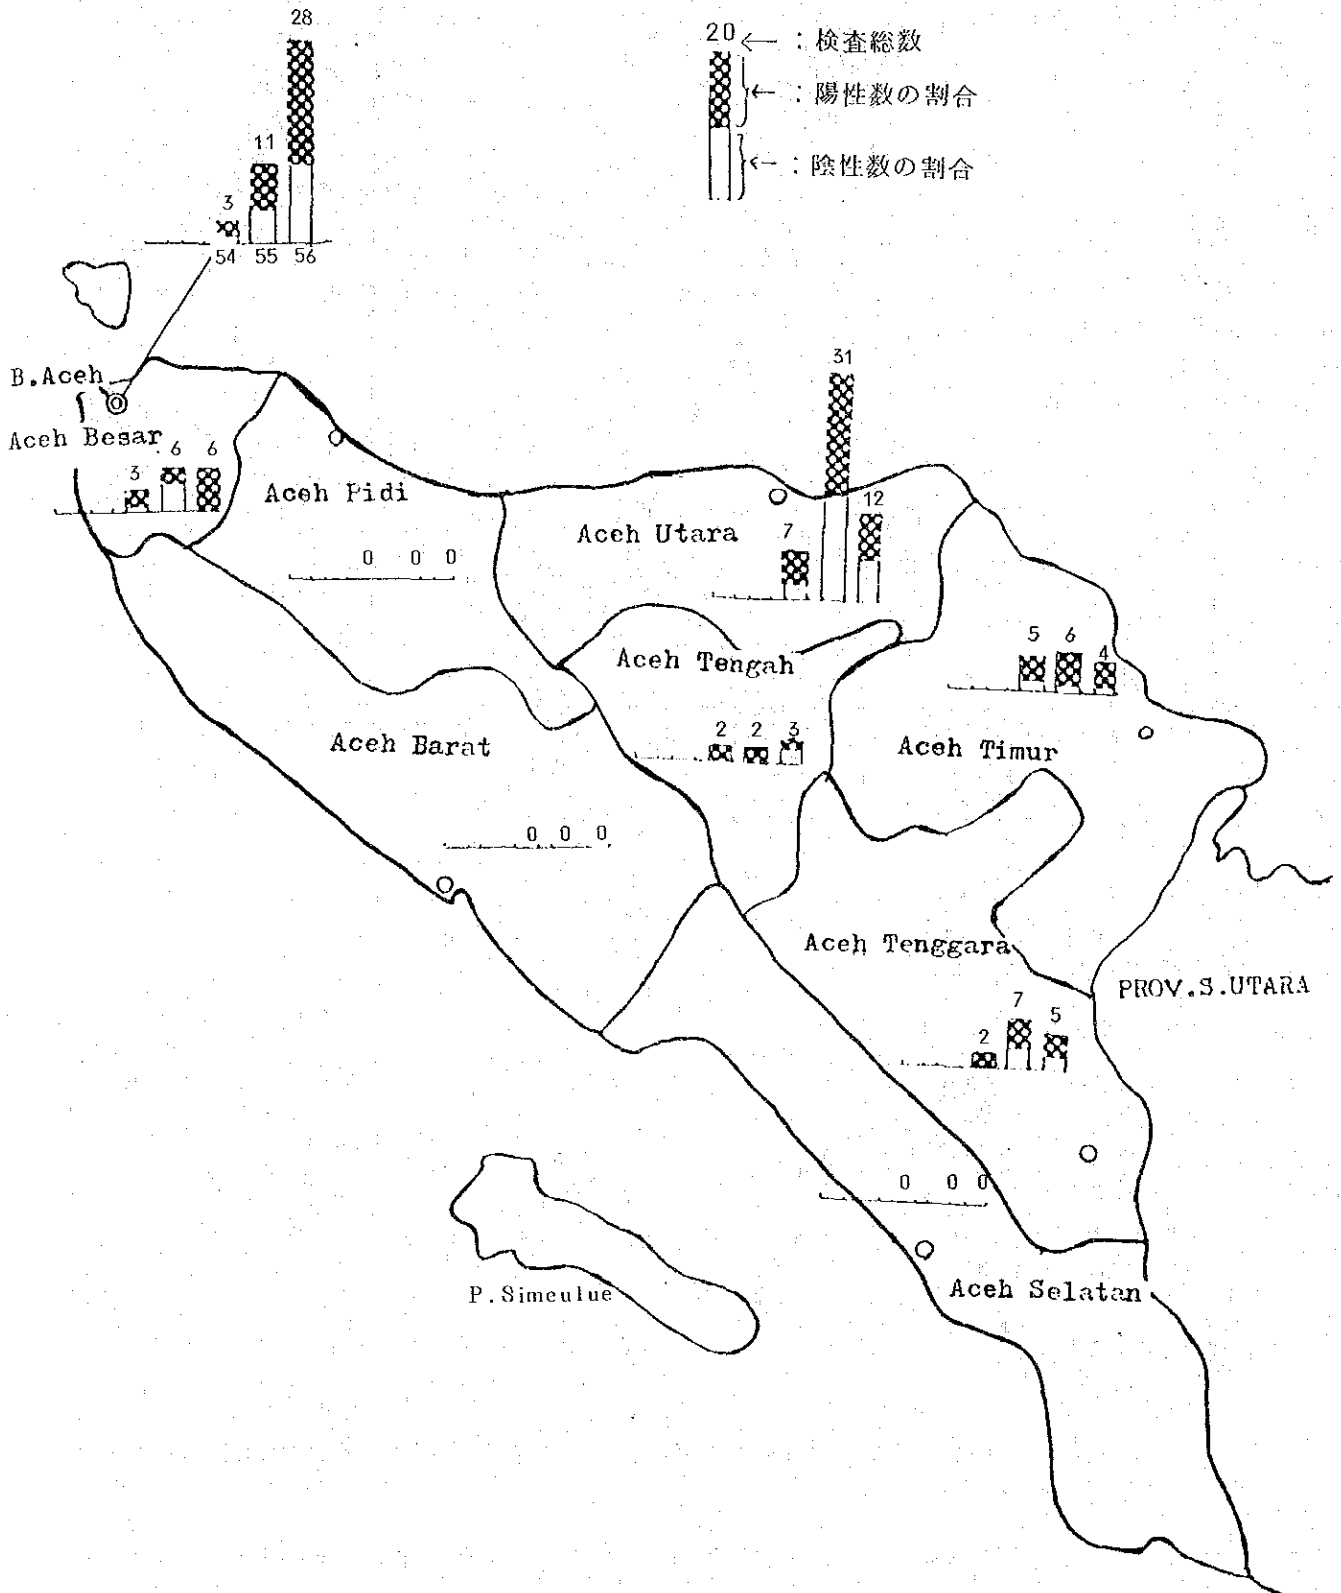 28
20 ← : 検査総数
← : 陽性数の割合
11
← : 陰性数の割合
3
54 55 56
31
B.Aceh
Aceh Besar
3 6 6
Aceh Pidi
12
Aceh Utara
7
0 0 0
5 6 4
Aceh Tengah
2 2 3
Aceh Barat
Aceh Timur
0 0 0
Aceh Tenggara
PROV.S.UTARA
2 7 5
0 0 0
P.Simeulue
Aceh Selatan